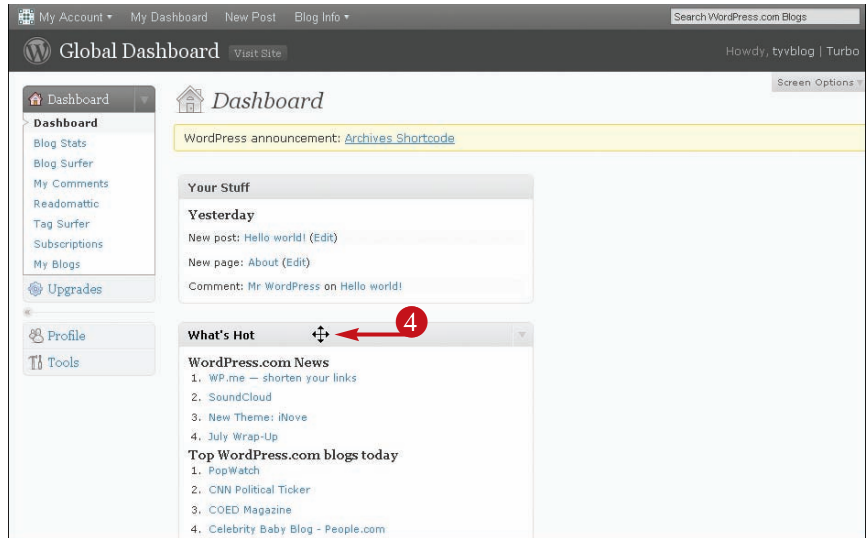 My Account My Dashboard New Post Blog Info Search WordPress.com Blogs
Global Dashboard Visit Site Howdy, tyvblog | Turbo
Screen Options
Dashboard
Dashboard
Blog Stats
Blog Surfer
My Comments
Readomattic
Tag Surfer
Subscriptions
My Blogs
Upgrades
Profile
Tools
Dashboard
WordPress announcement: Archives Shortcode
Your Stuff
Yesterday
New post: Hello world! (Edit)
New page: About (Edit)
Comment: Mr WordPress on Hello world!
What's Hot 4
WordPress.com News
1. WP.me — shorten your links
2. SoundCloud
3. New Theme: iNove
4. July Wrap-Up
Top WordPress.com blogs today
1. PopWatch
2. CNN Political Ticker
3. COED Magazine
4. Celebrity Baby Blog - People.com